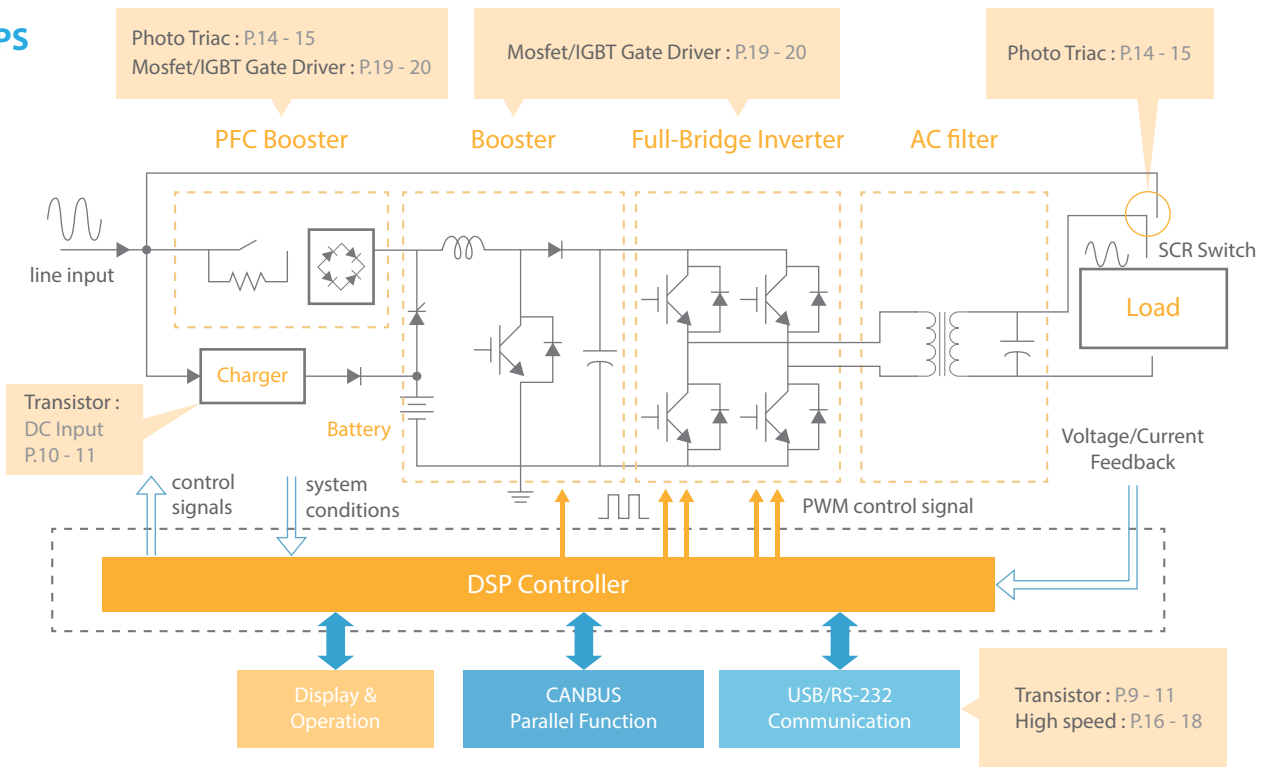 PS
Photo Triac : P.14 - 15
Mosfet/IGBT Gate Driver : P.19 - 20
Mosfet/IGBT Gate Driver : P.19 - 20
Photo Triac : P.14 - 15
PFC Booster
Booster
Full-Bridge Inverter
AC filter
line input
SCR Switch
Load
Charger
Transistor :
DC Input
P.10 - 11
Battery
Voltage/Current
Feedback
control
signals
system
conditions
PWM control signal
DSP Controller
Display &
Operation
CANBUS
Parallel Function
USB/RS-232
Communication
Transistor : P.9 - 11
High speed : P.16 - 18